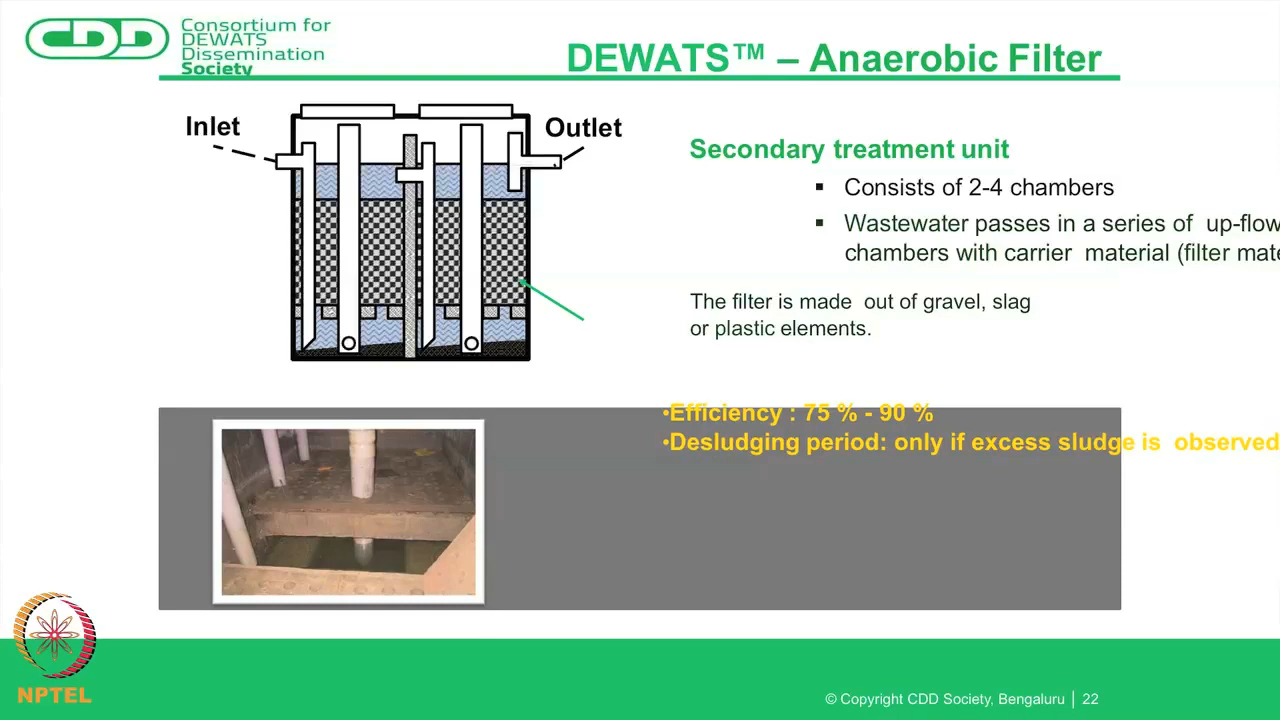 Consortium for
DEWATS
Dissemination
Society
DEWATS™ – Anaerobic Filter
Inlet
Outlet
Secondary treatment unit
▪ Consists of 2-4 chambers
▪ Wastewater passes in a series of up-flow
chambers with carrier material (filter mate
The filter is made out of gravel, slag
or plastic elements.
•Efficiency : 75 % - 90 %
•Desludging period: only if excess sludge is observed
NPTEL
© Copyright CDD Society, Bengaluru | 22
CDD